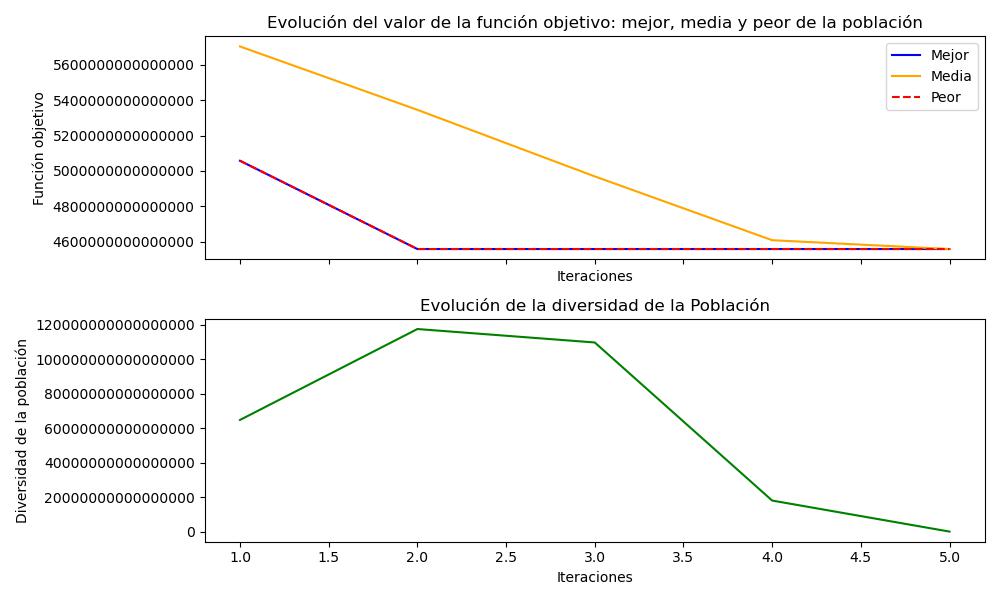 Evolución del valor de la función objetivo: mejor, media y peor de la población
5600000000000000
5400000000000000
5200000000000000
5000000000000000
4800000000000000
4600000000000000
Función objetivo
Mejor
Media
Peor
Iteraciones
Evolución de la diversidad de la Población
120000000000000000
100000000000000000
80000000000000000
60000000000000000
40000000000000000
20000000000000000
0
Diversidad de la población
1.0 1.5 2.0 2.5 3.0 3.5 4.0 4.5 5.0
Iteraciones